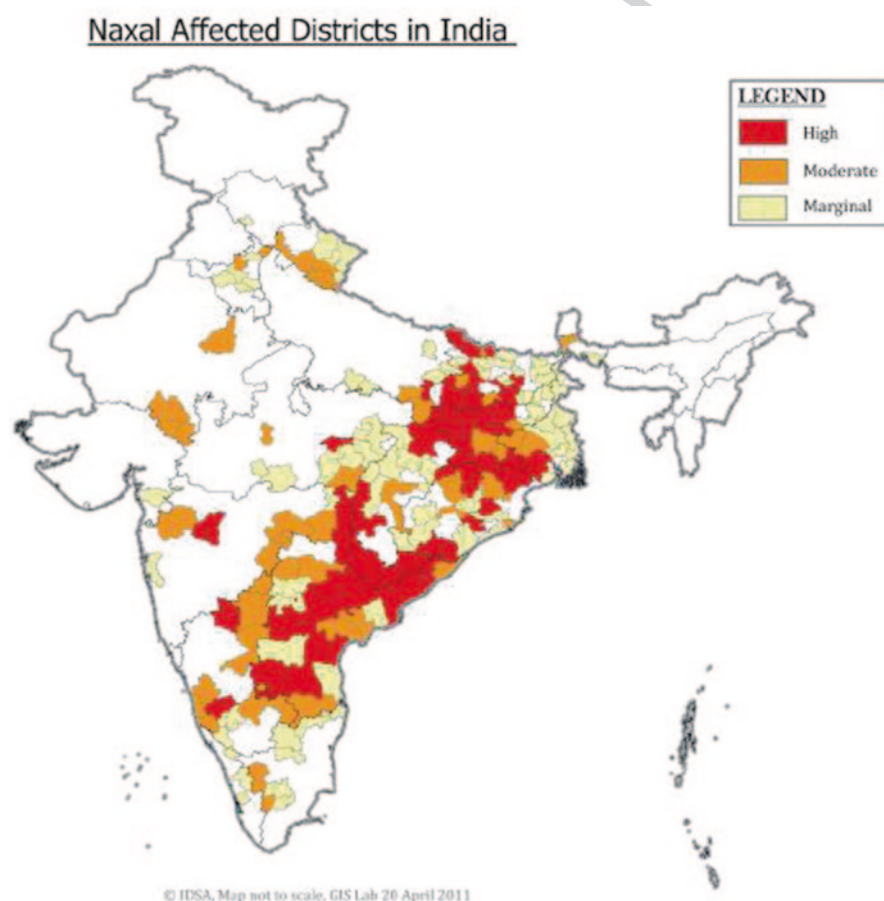 Naxal Affected Districts in India
LEGEND
High
Moderate
Marginal
© IDSA, Map not to scale, GIS Lab 20 April 2011